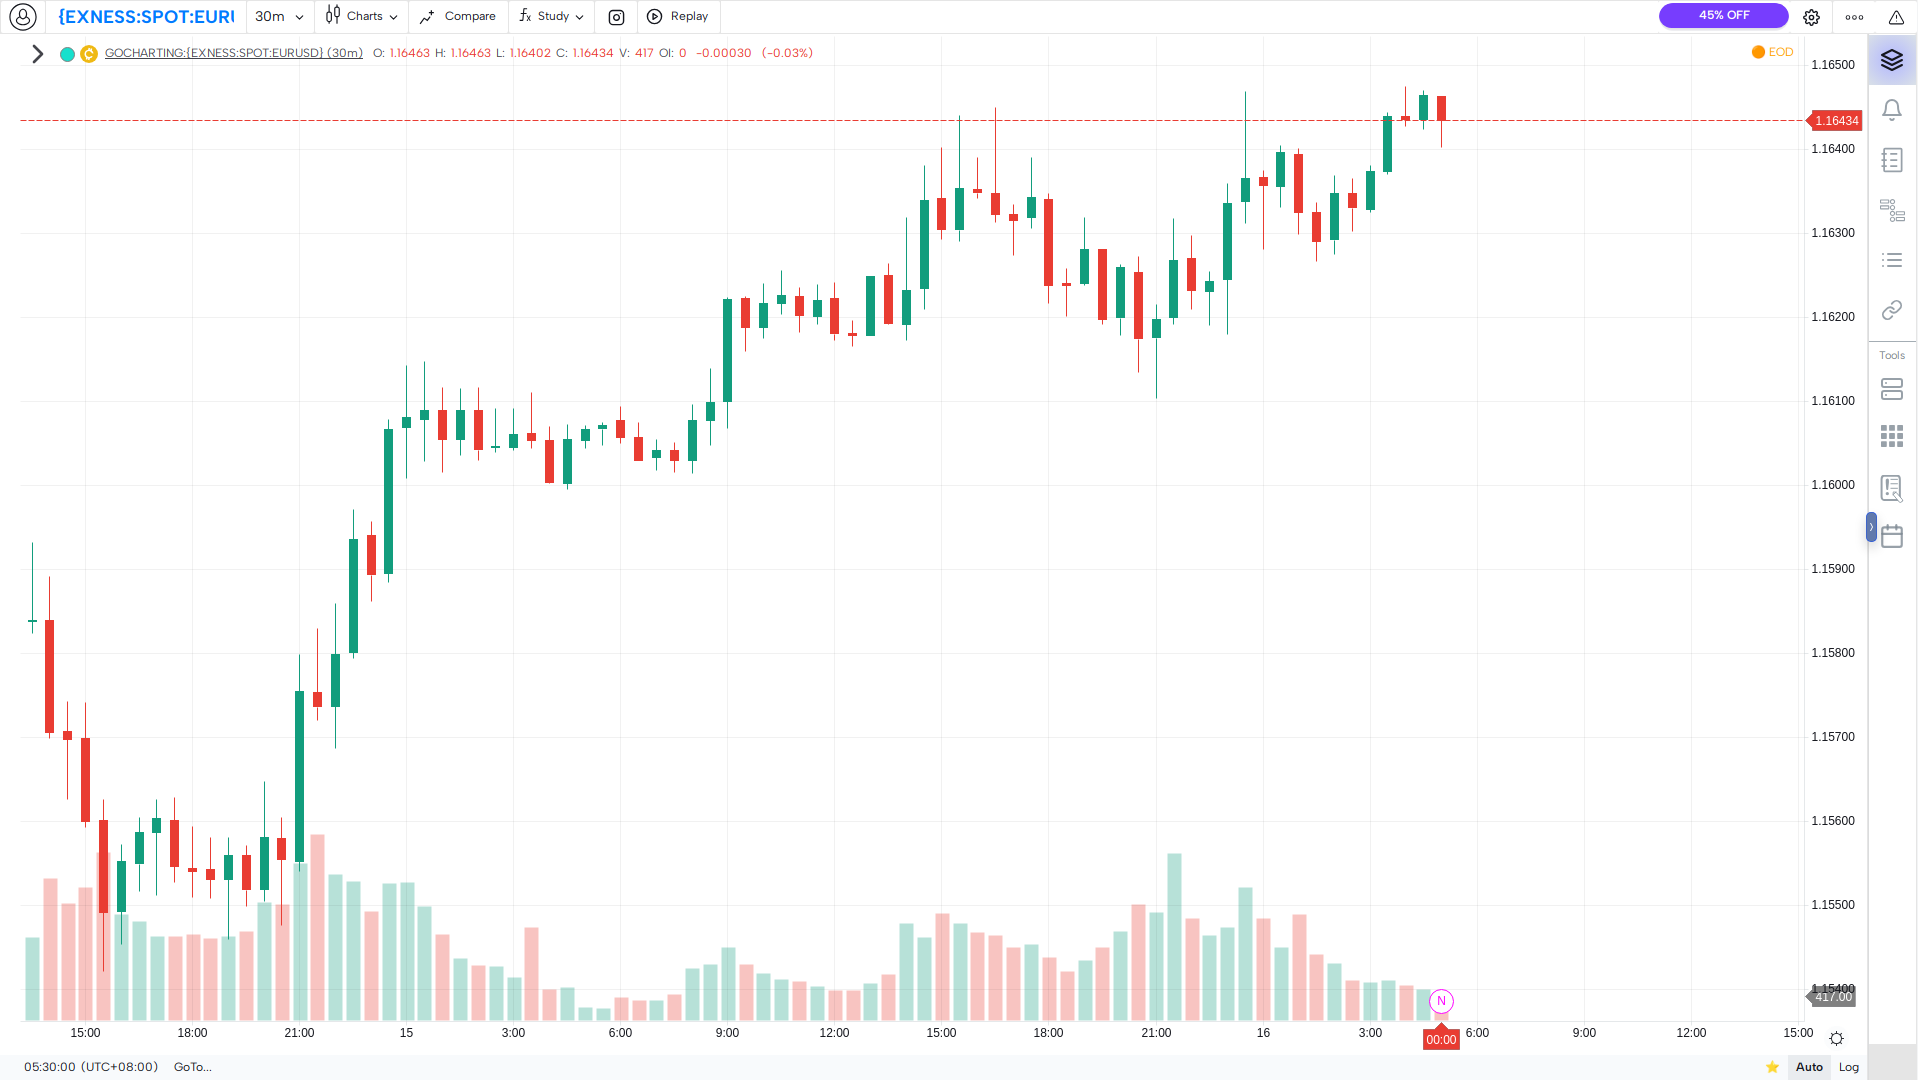 {EXNESS:SPOT:EUR
30m
Charts
Compare
Study
Replay
45% OFF
GOCHARTING:{EXNESS:SPOT:EURUSD} (30m) O: 1.16463 H: 1.16463 L: 1.16402 C: 1.16434 V: 417 OI: 0 -0.00030 (-0.03%)
EOD
1.16500
1.16434
1.16400
1.16300
1.16200
1.16100
1.16000
1.15900
1.15800
1.15700
1.15600
1.15500
1.15400
417.00
Tools
N
15:00 18:00 21:00 15 3:00 6:00 9:00 12:00 15:00 18:00 21:00 16 3:00 00:00 6:00 9:00 12:00 15:00
05:30:00 (UTC+08:00) GoTo...
Auto Log